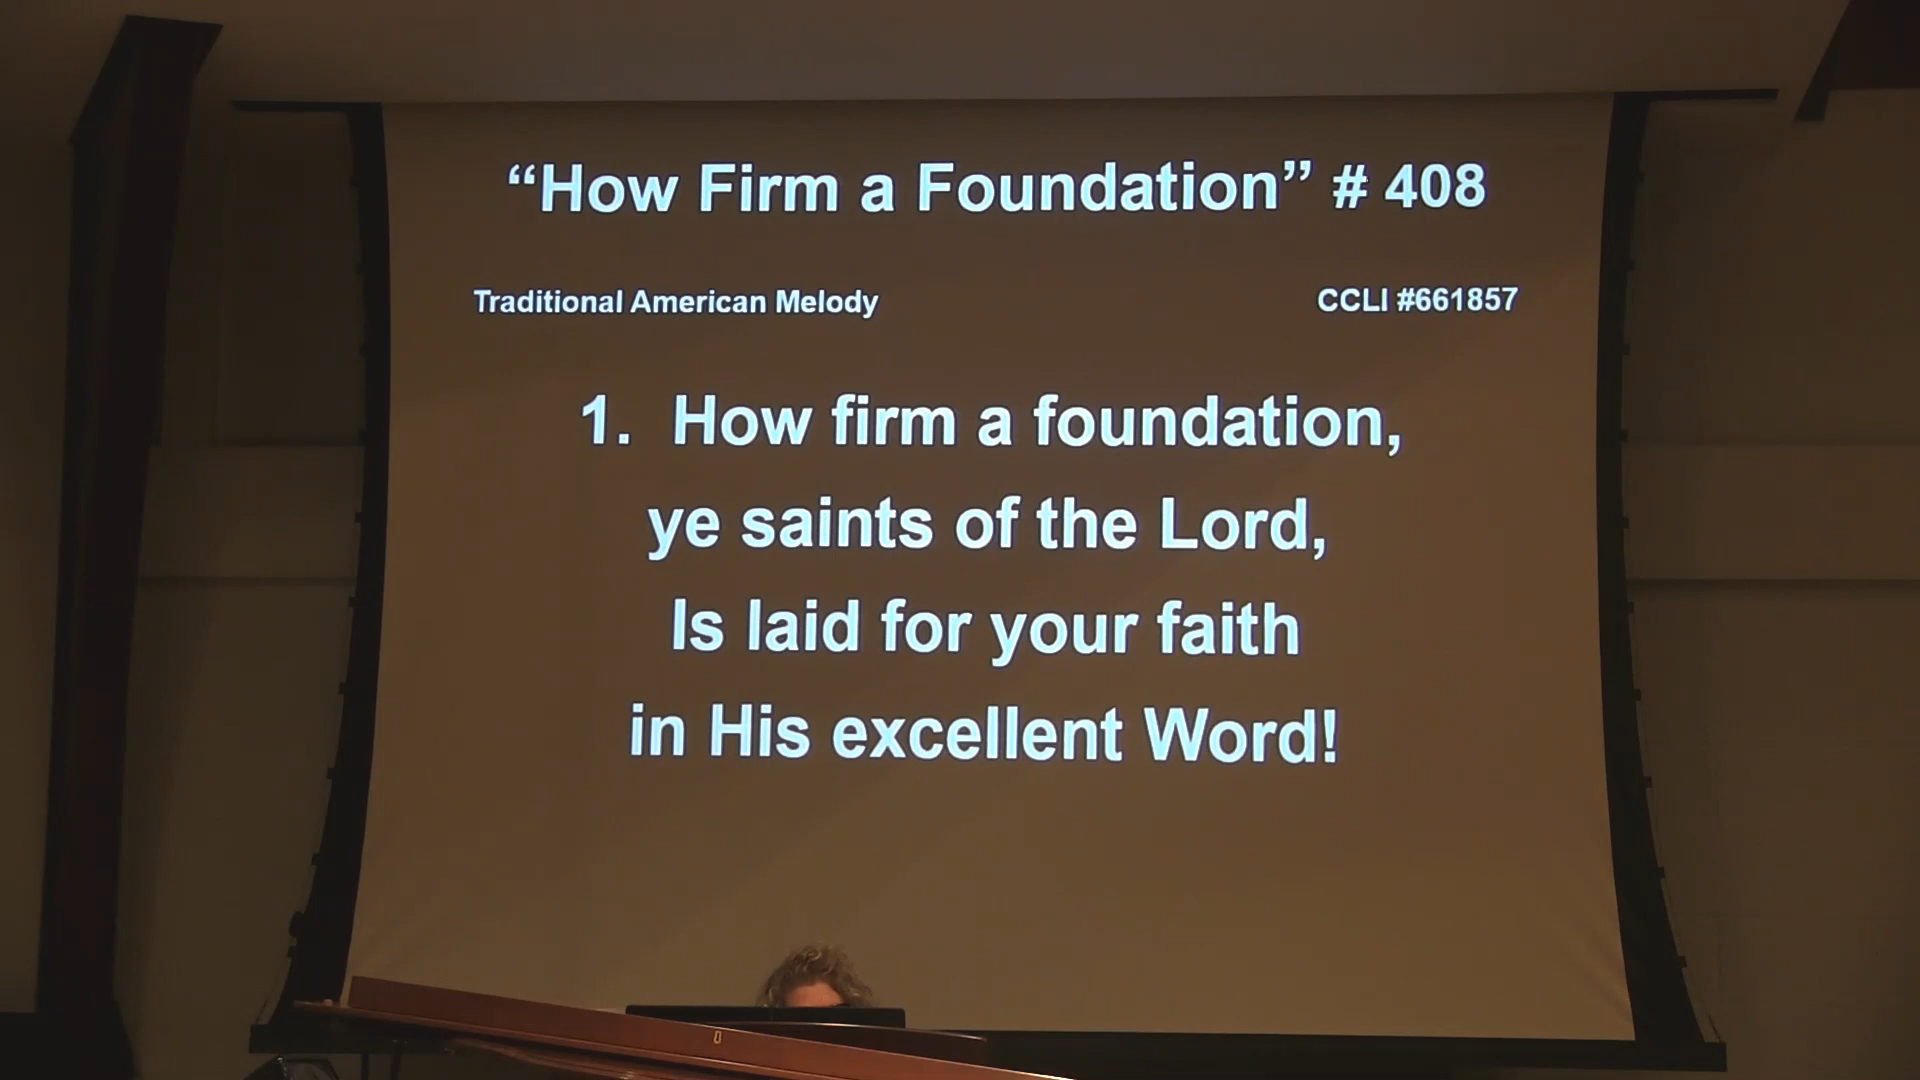 “How Firm a Foundation” # 408
Traditional American Melody
CCLI #661857
1. How firm a foundation,
ye saints of the Lord,
Is laid for your faith
in His excellent Word!